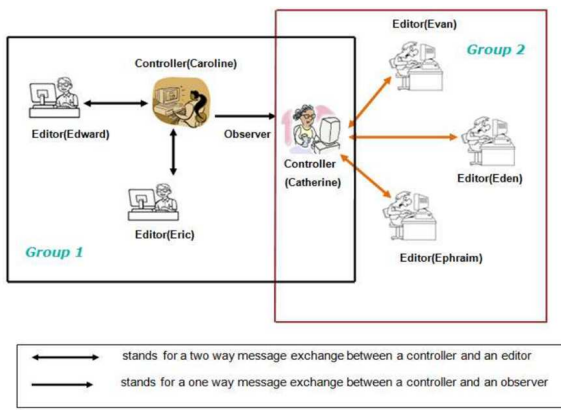 Editor(Evan)
Group 2
Controller(Caroline)
Editor(Edward)
Observer
Controller
(Catherine)
Editor(Eden)
Editor(Eric)
Group 1
Editor(Ephraim)
stands for a two way message exchange between a controller and an editor
stands for a one way message exchange between a controller and an observer